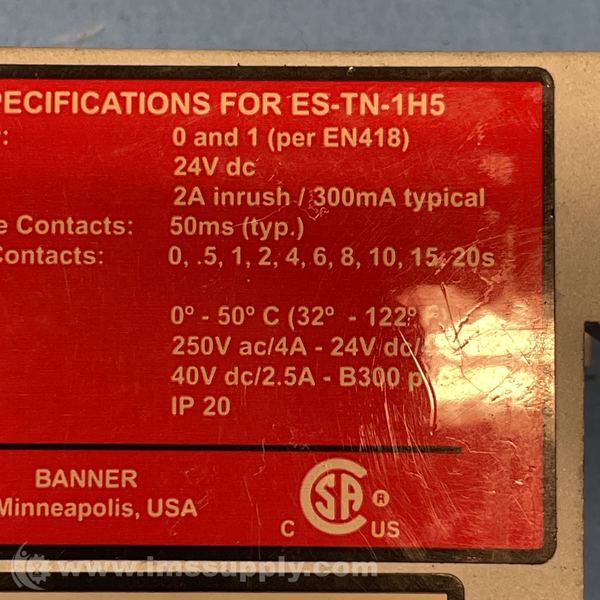 PECIFICATIONS FOR ES-TN-1H5
r: 0 and 1 (per EN418)
24V dc
2A inrush / 300mA typical
e Contacts: 50ms (typ.)
Contacts: 0, .5, 1, 2, 4, 6, 8, 10, 15, 20s
0° - 50° C (32° - 122°
250V ac/4A - 24V dc/
40V dc/2.5A - B300 p
IP 20
BANNER
Minneapolis, USA
C SA ® US
www.imssupply.com